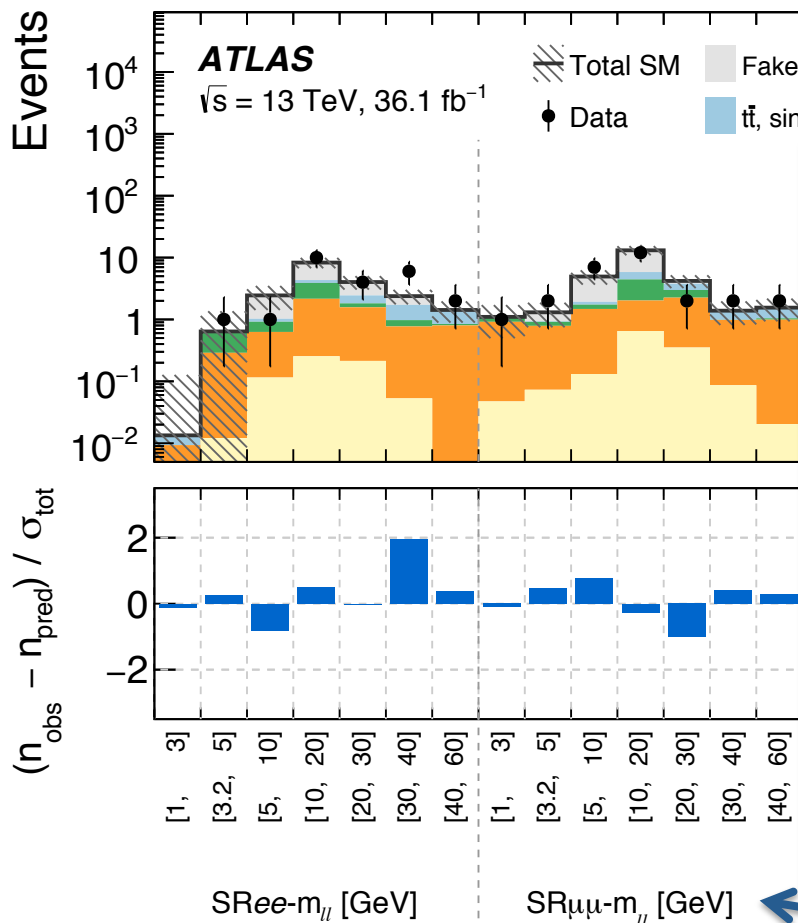 Events
10⁴
10³
10²
10
1
10⁻¹
10⁻²
ATLAS
√s = 13 TeV, 36.1 fb⁻¹
Total SM
Fake
Data
tt̄, sin
(n_obs − n_pred) / σ_tot
2
0
−2
[1, 3]
[3.2, 5]
[5, 10]
[10, 20]
[20, 30]
[30, 40]
[40, 60]
[1, 3]
[3.2, 5]
[5, 10]
[10, 20]
[20, 30]
[30, 40]
[40, 60]
SRee-m_ll [GeV]
SRμμ-m_ll [GeV]